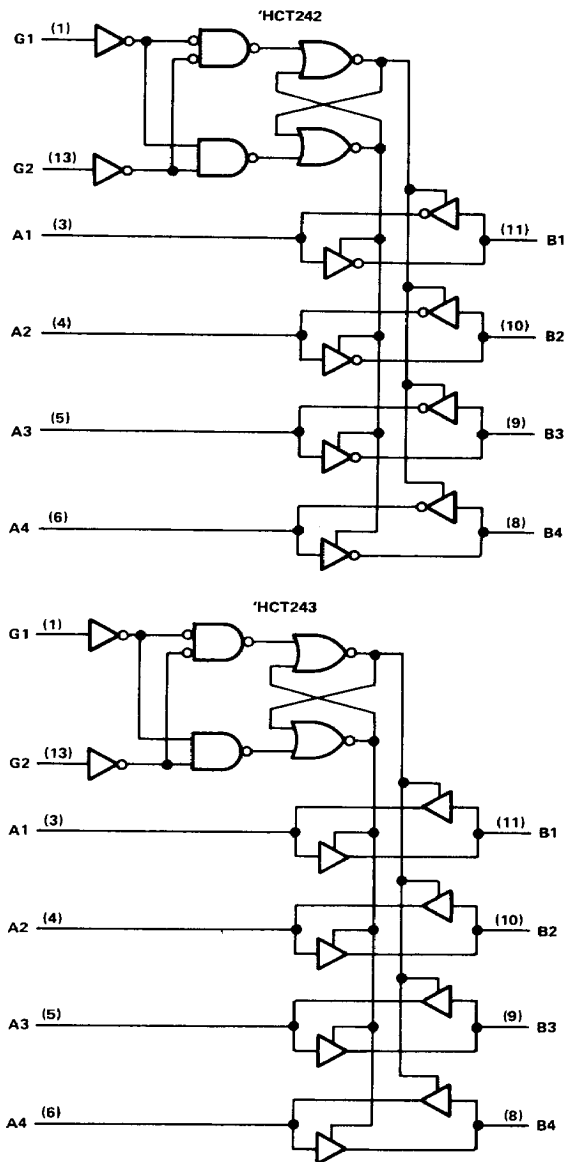 'HCT242
G1 (1)
G2 (13)
A1 (3) (11) B1
A2 (4) (10) B2
A3 (5) (9) B3
A4 (6) (8) B4
'HCT243
G1 (1)
G2 (13)
A1 (3) (11) B1
A2 (4) (10) B2
A3 (5) (9) B3
A4 (6) (8) B4